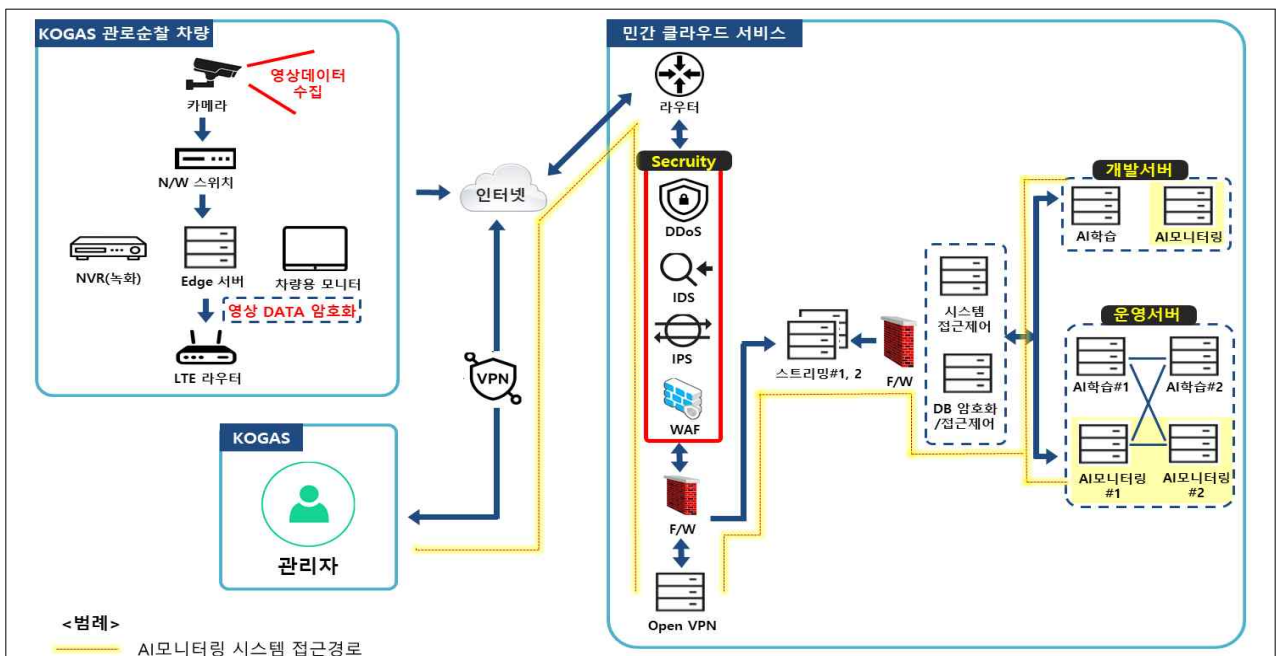 KOGAS 관로순찰 차량
영상데이터
수집
카메라
N/W 스위치
NVR(녹화)
Edge 서버
차량용 모니터
영상 DATA 암호화
LTE 라우터
인터넷
VPN
KOGAS
관리자
<범례>
AI모니터링 시스템 접근경로
민간 클라우드 서비스
라우터
Secruity
DDoS
IDS
IPS
WAF
F/W
Open VPN
스트리밍#1, 2
F/W
시스템
접근제어
DB 암호화
/접근제어
개발서버
AI학습
AI모니터링
운영서버
AI학습#1
AI학습#2
AI모니터링
#1
AI모니터링
#2